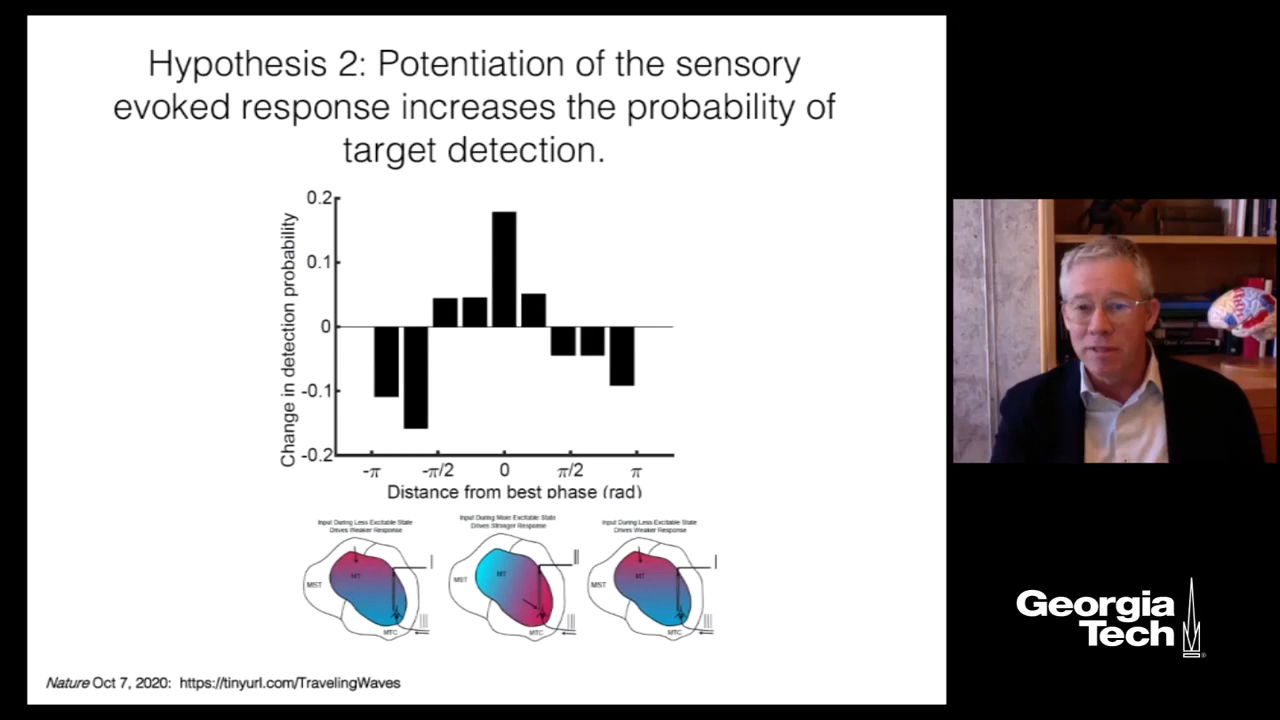 Hypothesis 2: Potentiation of the sensory
evoked response increases the probability of
target detection.
Change in detection probability
0.2
0.1
0
-0.1
-0.2
-π
-π/2
0
π/2
π
Distance from best phase (rad)
Input During Less Excitable State
Drives Weaker Response
MST
MT
MTC
Input During More Excitable State
Drives Stronger Response
MST
MT
MTC
Input During Less Excitable State
Drives Weaker Response
MST
MT
MTC
Nature Oct 7, 2020: https://tinyurl.com/TravelingWaves
Georgia
Tech